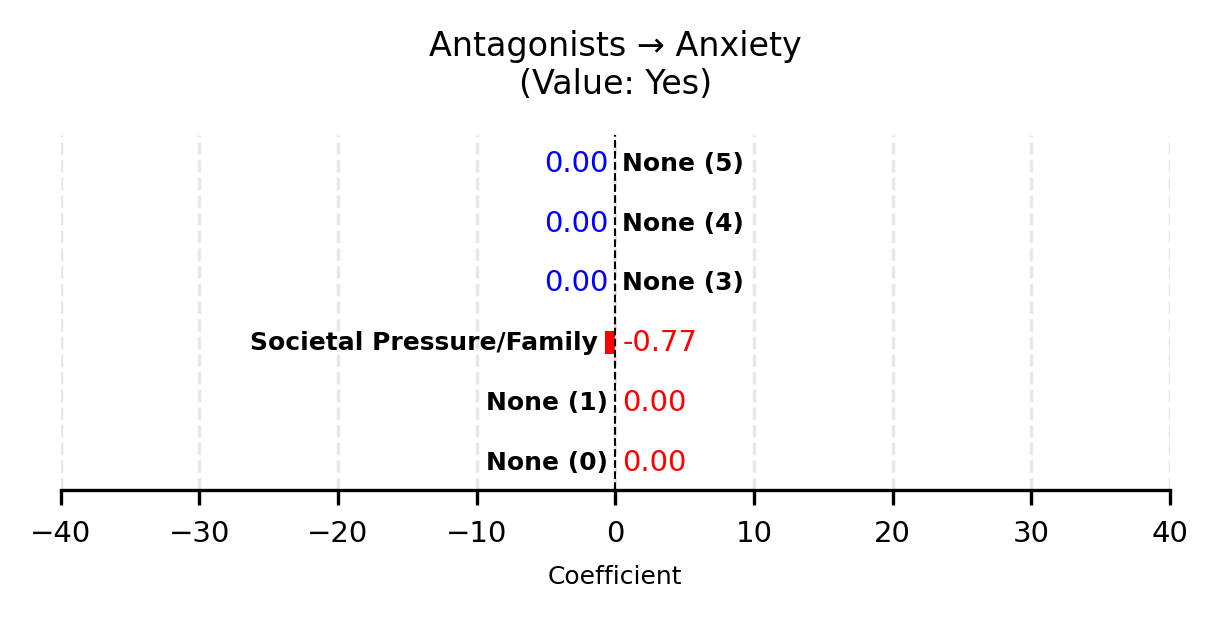 Antagonists → Anxiety
(Value: Yes)
0.00 None (5)
0.00 None (4)
0.00 None (3)
Societal Pressure/Family -0.77
None (1) 0.00
None (0) 0.00
−40 −30 −20 −10 0 10 20 30 40
Coefficient